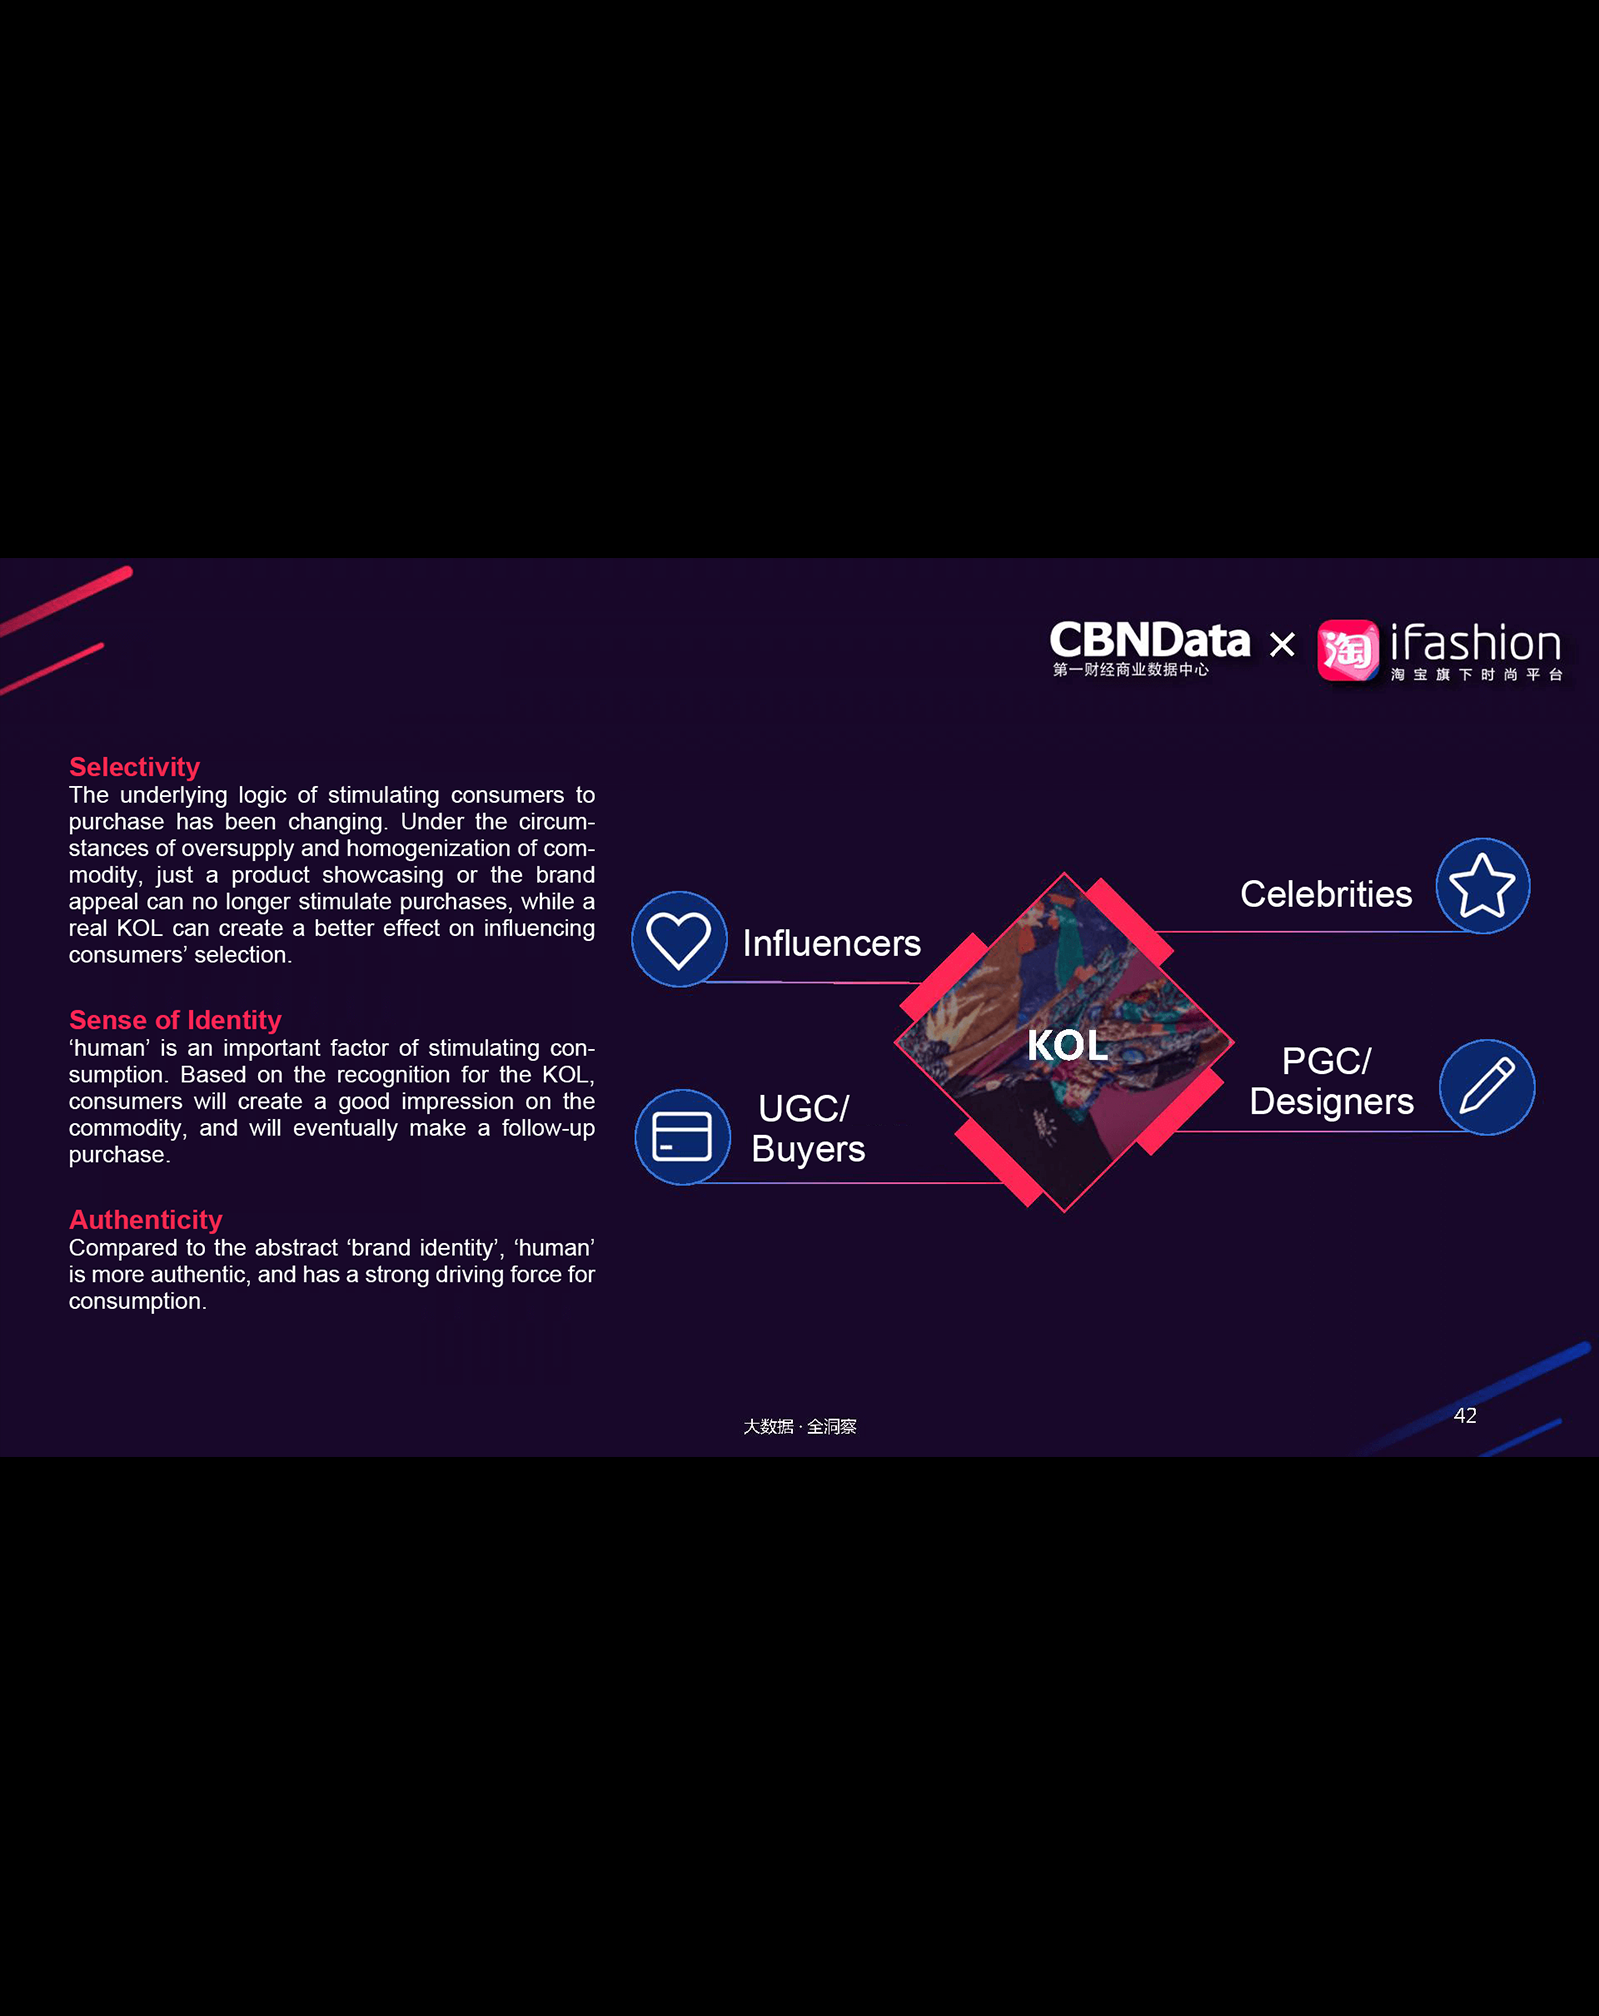 CBNData × 淘 iFashion
第一财经商业数据中心
淘宝旗下时尚平台
Selectivity
The underlying logic of stimulating consumers to
purchase has been changing. Under the circum-
stances of oversupply and homogenization of com-
modity, just a product showcasing or the brand
appeal can no longer stimulate purchases, while a
real KOL can create a better effect on influencing
consumers’ selection.
Sense of Identity
‘human’ is an important factor of stimulating con-
sumption. Based on the recognition for the KOL,
consumers will create a good impression on the
commodity, and will eventually make a follow-up
purchase.
Authenticity
Compared to the abstract ‘brand identity’, ‘human’
is more authentic, and has a strong driving force for
consumption.
Influencers
UGC/
Buyers
KOL
Celebrities
PGC/
Designers
大数据 · 全洞察
42